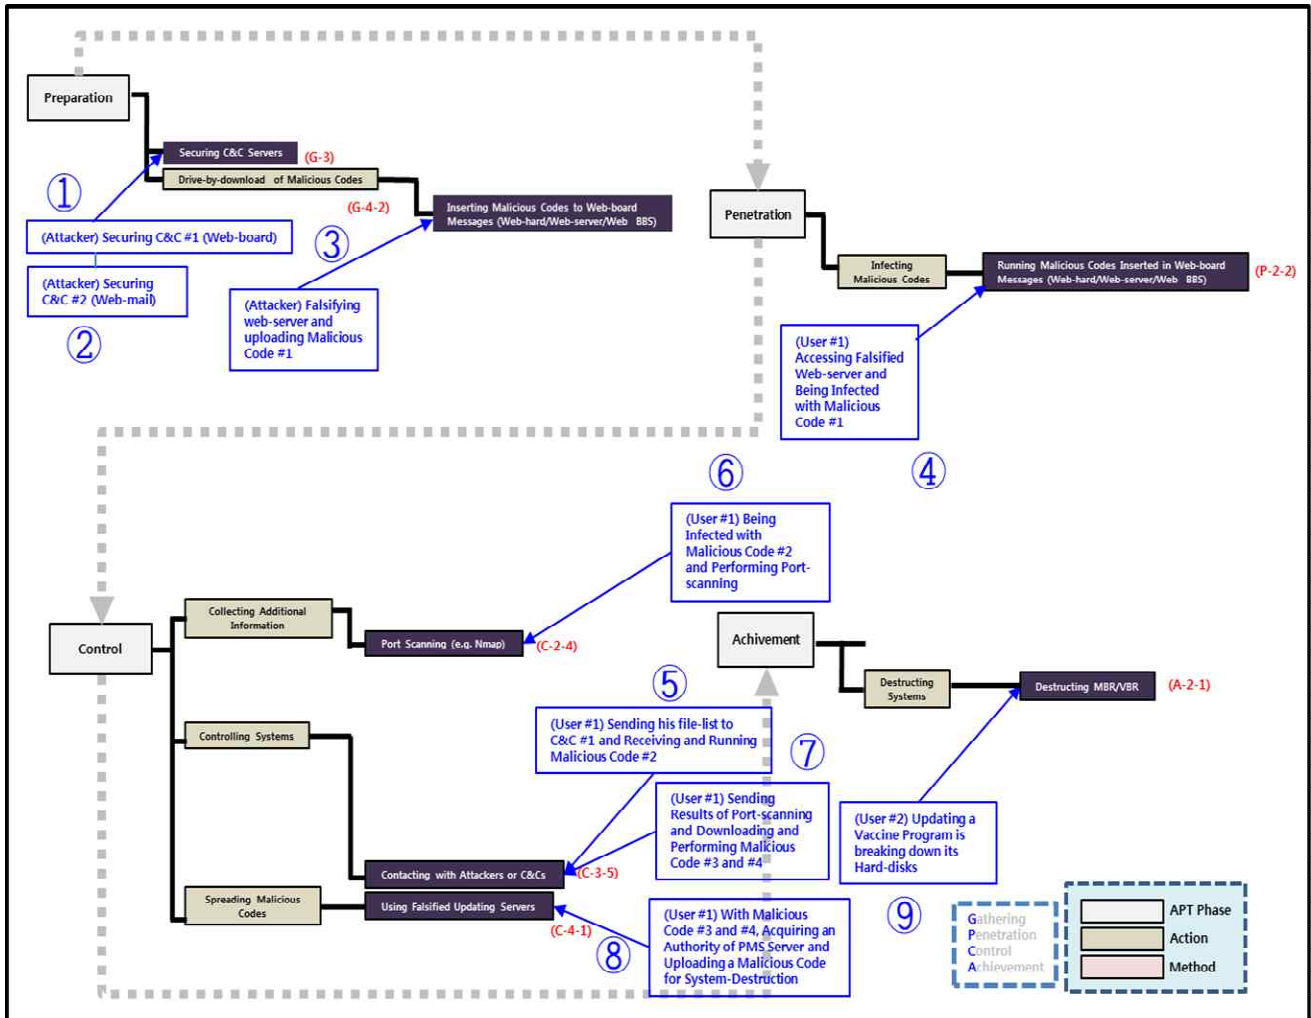 Preparation
Securing C&C Servers
(G-3)
Drive-by-download of Malicious Codes
(G-4-2)
Inserting Malicious Codes to Web-board
Messages (Web-hard/Web-server/Web BBS)
①
(Attacker) Securing C&C #1 (Web-board)
(Attacker) Securing
C&C #2 (Web-mail)
②
③
(Attacker) Falsifying
web-server and
uploading Malicious
Code #1
Penetration
Infecting
Malicious Codes
Running Malicious Codes Inserted in Web-board
Messages (Web-hard/Web-server/Web BBS)
(P-2-2)
(User #1)
Accessing Falsified
Web-server and
Being Infected
with Malicious
Code #1
④
⑥
(User #1) Being
Infected with
Malicious Code #2
and Performing Port-
scanning
Control
Collecting Additional
Information
Port Scanning (e.g. Nmap)
(C-2-4)
Controlling Systems
⑤
(User #1) Sending his file-list to
C&C #1 and Receiving and Running
Malicious Code #2
⑦
(User #1) Sending
Results of Port-scanning
and Downloading and
Performing Malicious
Code #3 and #4
Contacting with Attackers or C&Cs
(C-3-5)
Spreading Malicious
Codes
Using Falsified Updating Servers
(C-4-1)
⑧
(User #1) With Malicious
Code #3 and #4, Acquiring an
Authority of PMS Server and
Uploading a Malicious Code
for System-Destruction
Achivement
Destructing
Systems
Destructing MBR/VBR
(A-2-1)
(User #2) Updating a
Vaccine Program is
breaking down its
Hard-disks
⑨
Gathering
Penetration
Control
Achievement
APT Phase
Action
Method